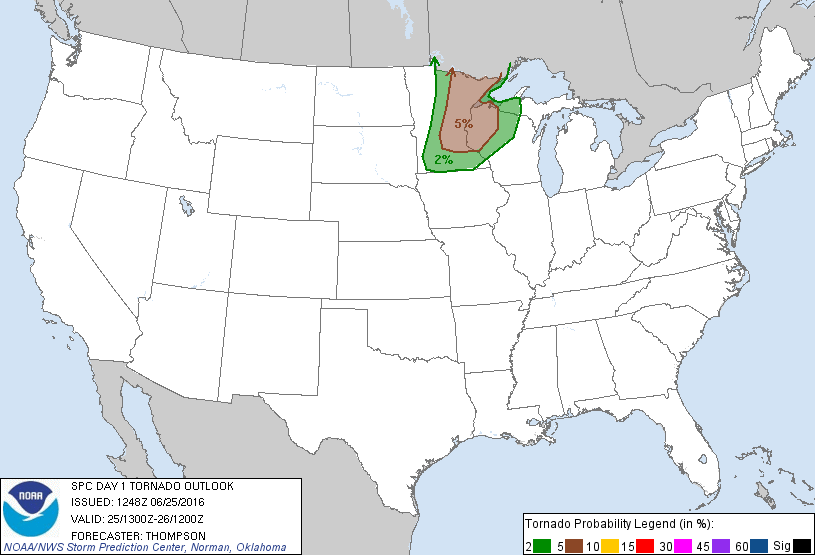 5%
2%
NOAA
SPC DAY 1 TORNADO OUTLOOK
ISSUED: 1248Z 06/25/2016
VALID: 25/1300Z-26/1200Z
FORECASTER: THOMPSON
NOAA/NWS Storm Prediction Center, Norman, Oklahoma
Tornado Probability Legend (in %):
2 5 10 15 30 45 60 Sig